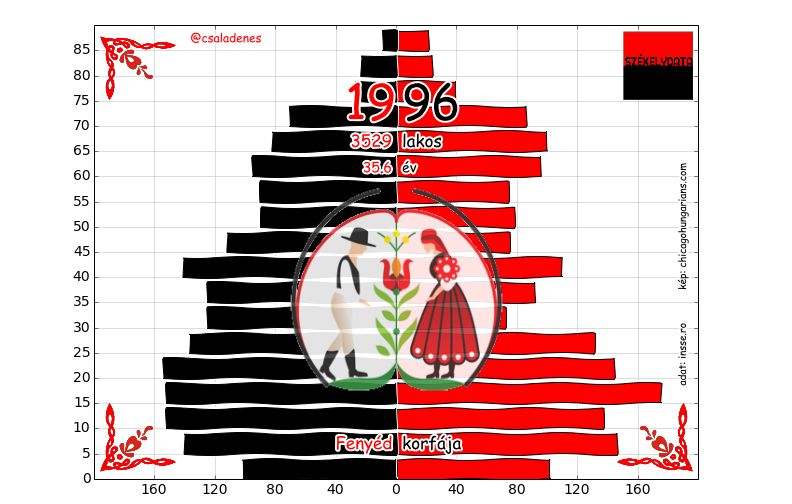 @csaladenes
SZÉKELYDATA
1996
3529 lakos
35.6 év
kép: chicagohungarians.com
adat: insse.ro
Fenyéd korfája
85
80
75
70
65
60
55
50
45
40
35
30
25
20
15
10
5
0
160 120 80 40 0 40 80 120 160